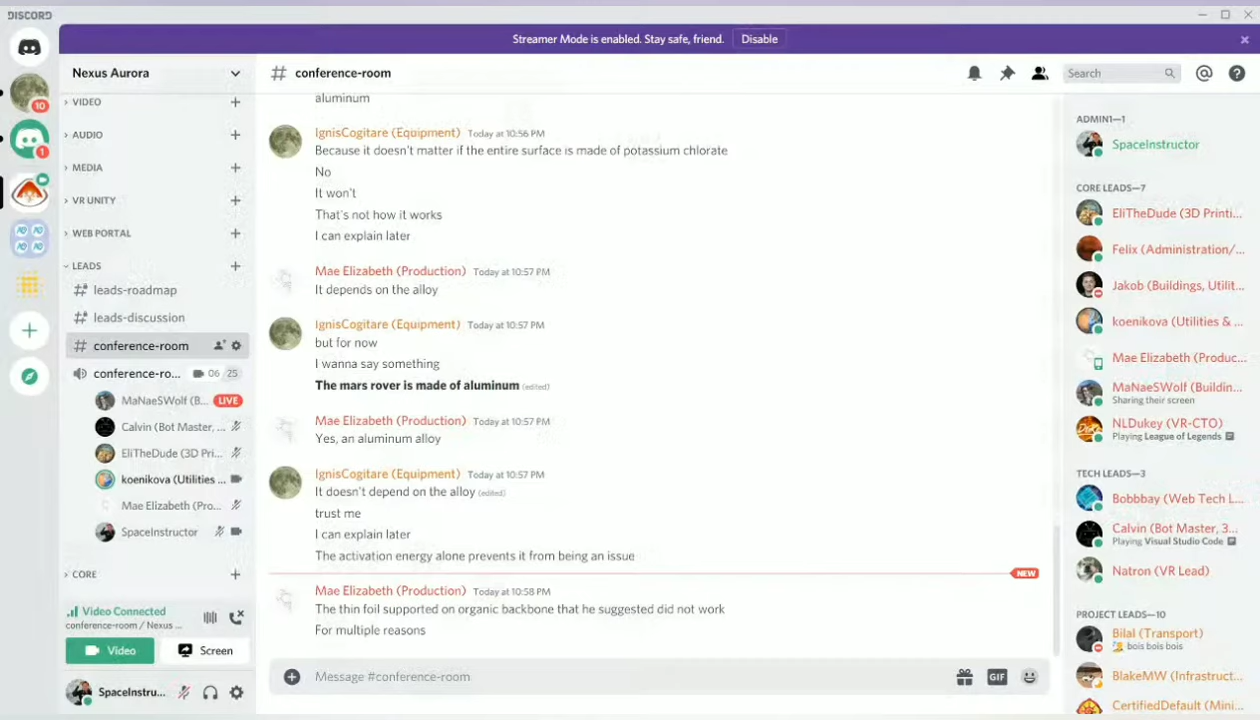 DISCORD
Streamer Mode is enabled. Stay safe, friend. Disable
Nexus Aurora
VIDEO
AUDIO
MEDIA
VR UNITY
WEB PORTAL
LEADS
leads-roadmap
leads-discussion
conference-room
conference-ro... 06 25
MaNaeSWolf (B... LIVE
Calvin (Bot Master, ...
EliTheDude (3D Pri...
koenikova (Utilities ...
Mae Elizabeth (Pro...
SpaceInstructor
CORE
Video Connected
conference-room / Nexus ...
Video Screen
SpaceInstru...
10
1
# conference-room
Search
aluminum
IgnisCogitare (Equipment) Today at 10:56 PM
Because it doesn't matter if the entire surface is made of potassium chlorate
No
It won't
That's not how it works
I can explain later
Mae Elizabeth (Production) Today at 10:57 PM
It depends on the alloy
IgnisCogitare (Equipment) Today at 10:57 PM
but for now
I wanna say something
The mars rover is made of aluminum (edited)
Mae Elizabeth (Production) Today at 10:57 PM
Yes, an aluminum alloy
IgnisCogitare (Equipment) Today at 10:57 PM
It doesn't depend on the alloy (edited)
trust me
I can explain later
The activation energy alone prevents it from being an issue
NEW
Mae Elizabeth (Production) Today at 10:58 PM
The thin foil supported on organic backbone that he suggested did not work
For multiple reasons
Message #conference-room
GIF
ADMIN1—1
SpaceInstructor
CORE LEADS—7
EliTheDude (3D Printi...
Felix (Administration/...
Jakob (Buildings, Utilit...
koenikova (Utilities & ...
Mae Elizabeth (Produc...
MaNaeSWolf (Buildin...
Sharing their screen
NLDukey (VR-CTO)
Playing League of Legends
TECH LEADS—3
Bobbbay (Web Tech L...
Calvin (Bot Master, 3...
Playing Visual Studio Code
Natron (VR Lead)
PROJECT LEADS—10
Bilal (Transport)
bois bois bois
BlakeMW (Infrastruct...
CertifiedDefault (Mini...